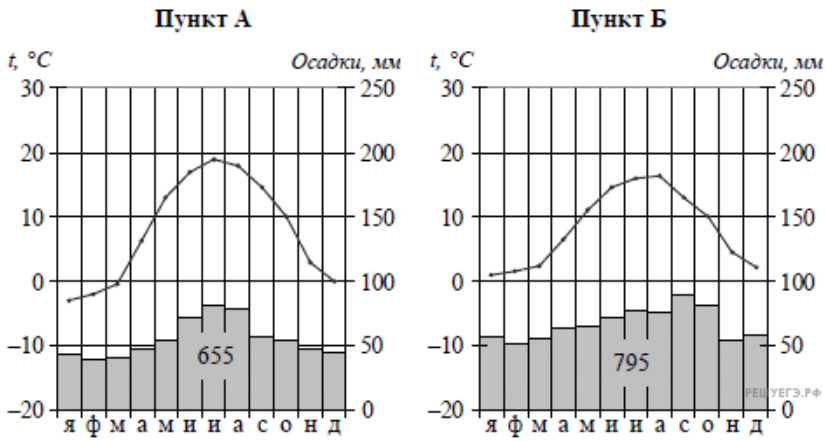 Пункт А
t, °C Осадки, мм
30 250
20 200
10 150
0 100
–10 50
–20 0
655
я ф м а м и и а с о н д
Пункт Б
t, °C Осадки, мм
30 250
20 200
10 150
0 100
–10 50
–20 0
795
РЕШУЕГЭ.РФ
я ф м а м и и а с о н д